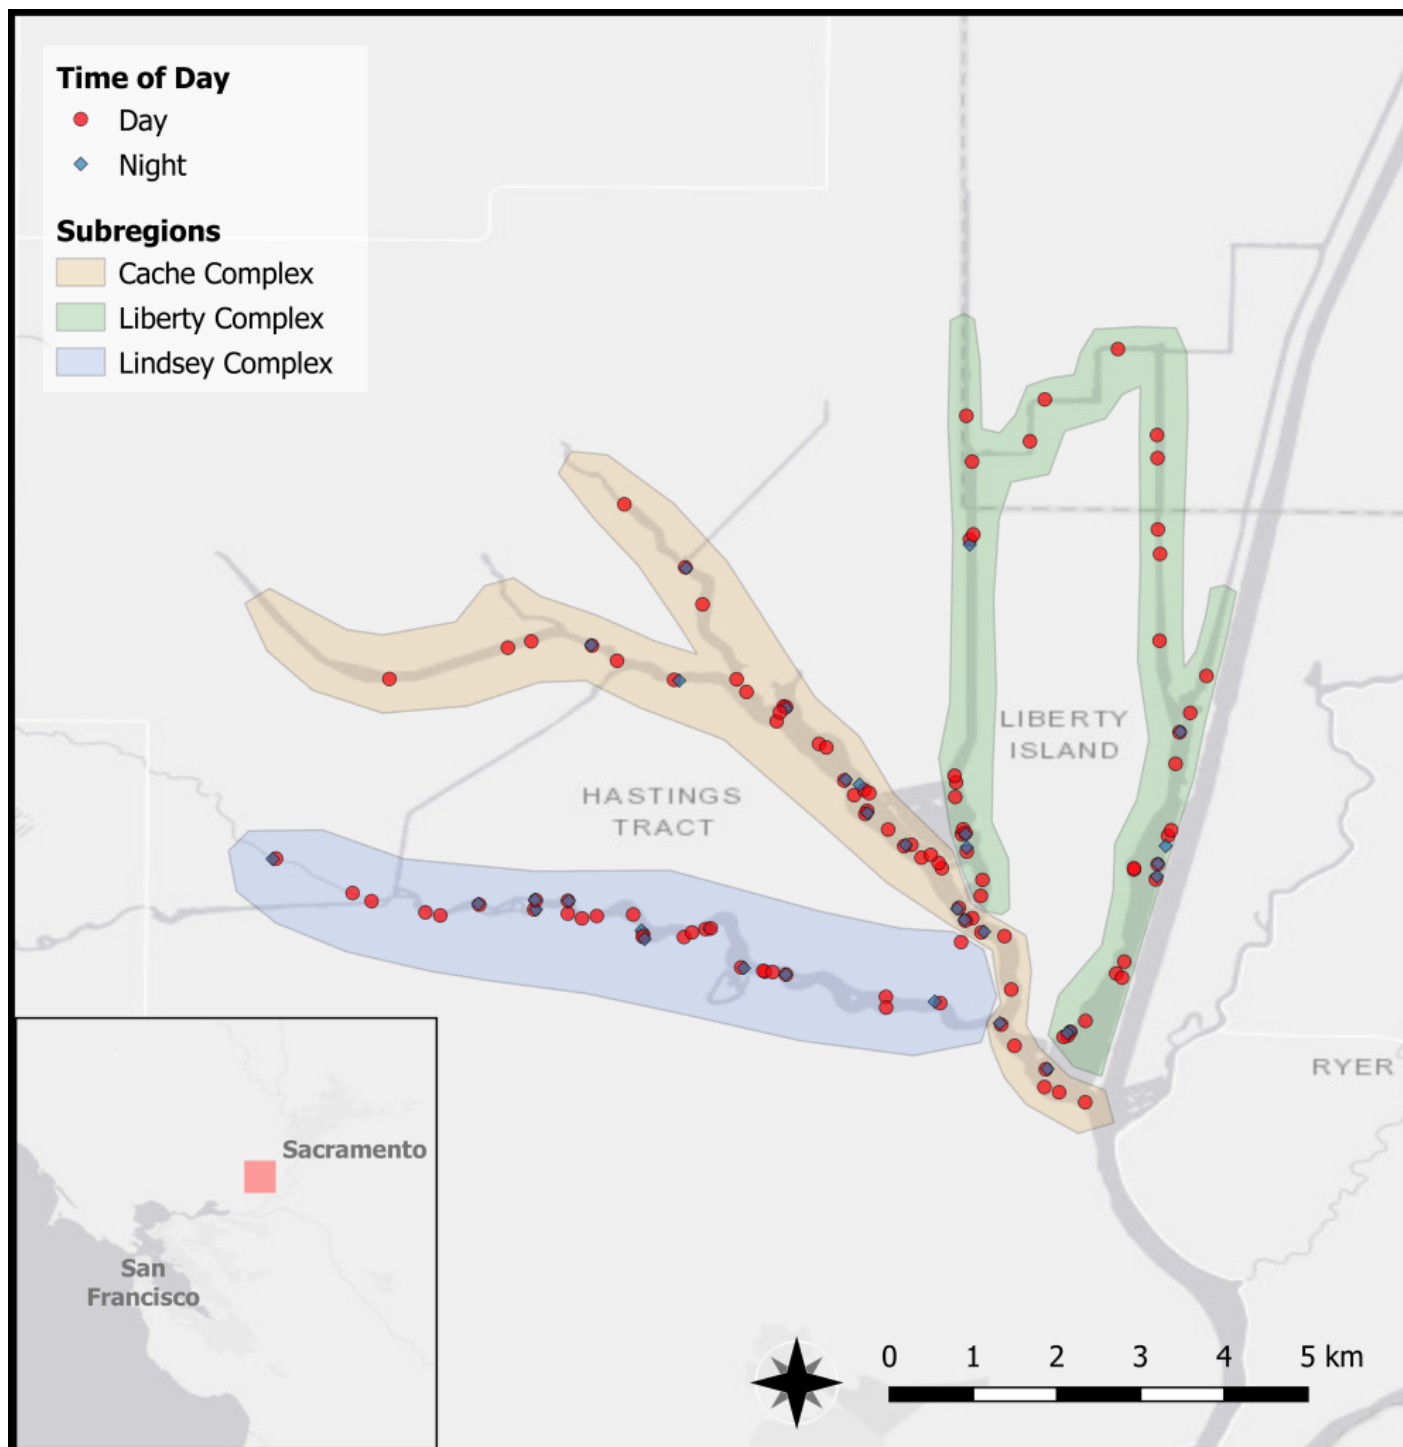 Time of Day
Day
Night
Subregions
Cache Complex
Liberty Complex
Lindsey Complex
LIBERTY
ISLAND
HASTINGS
TRACT
RYER
Sacramento
San
Francisco
0 1 2 3 4 5 km